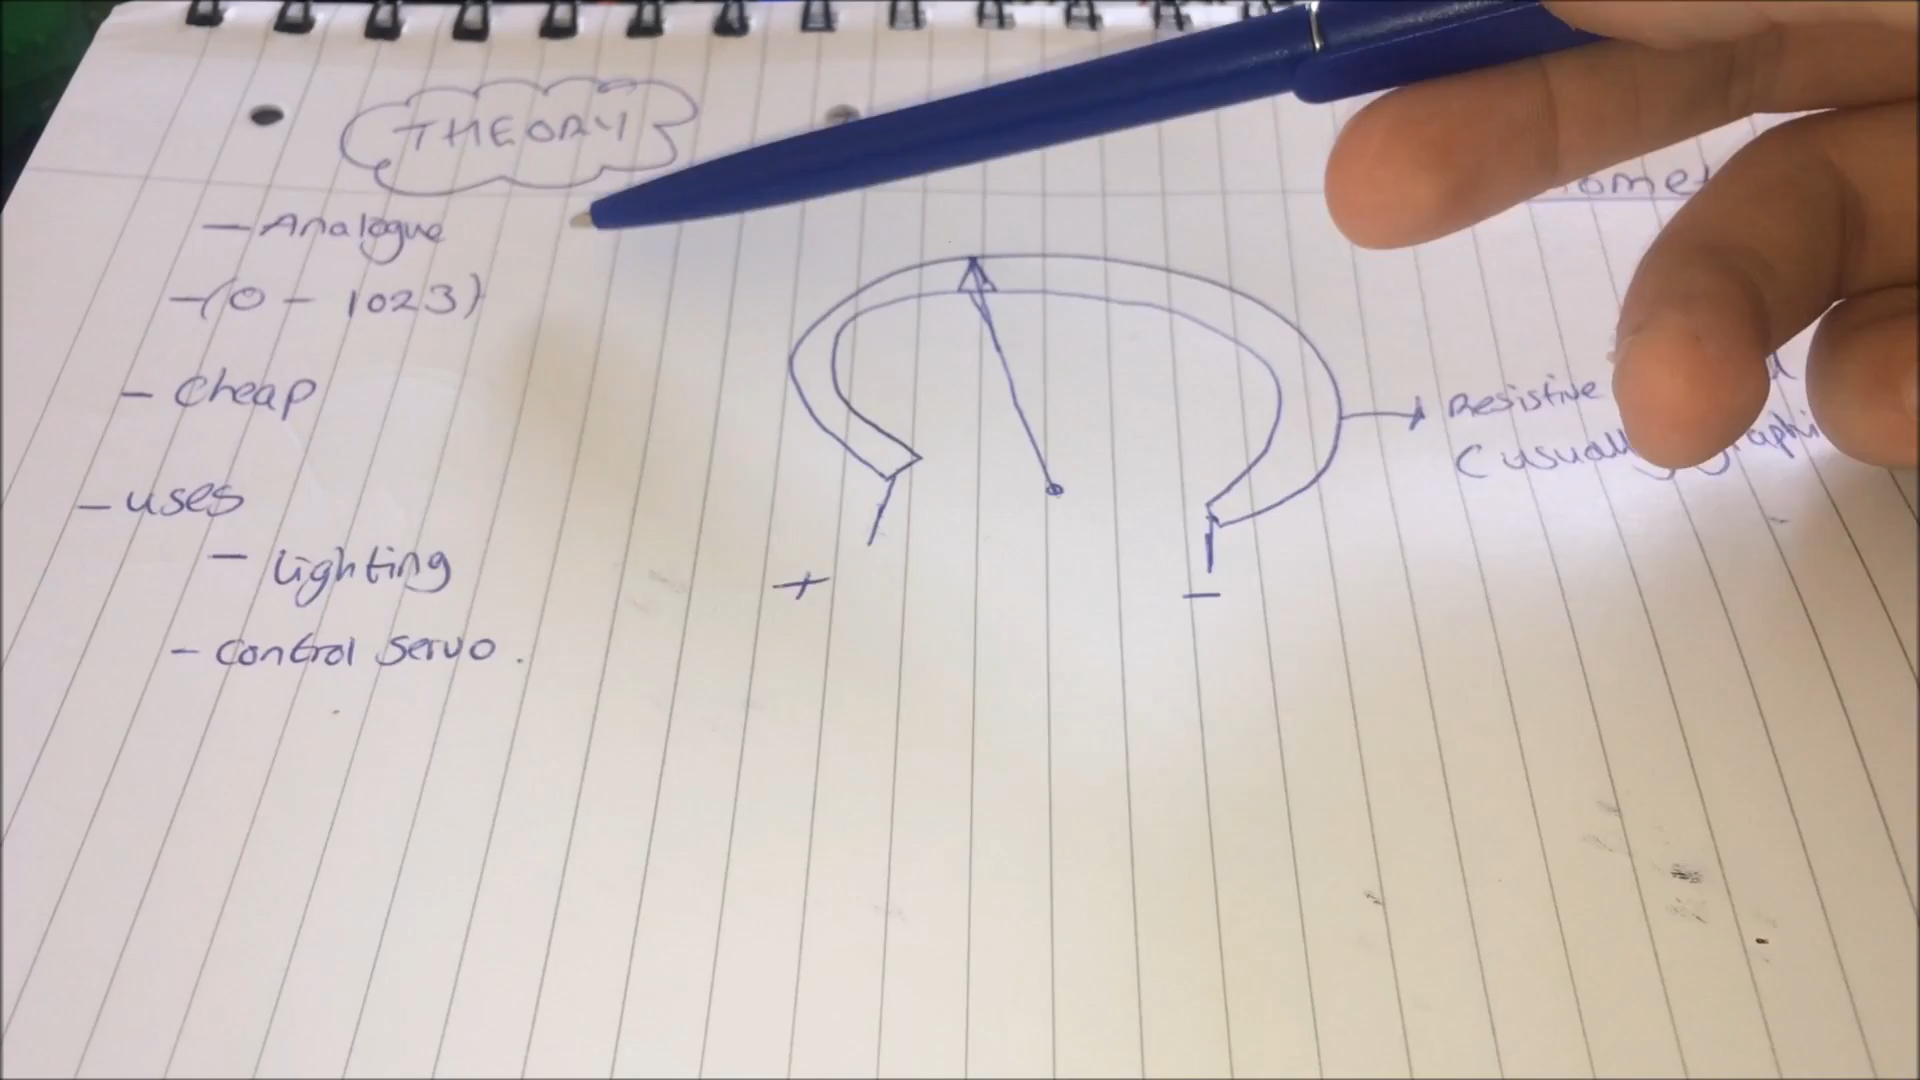 THEORY
- Analogue
-(0 - 1023)
- Cheap
- uses
- Lighting
- Control Servo.
+
-
Resistive
(usually